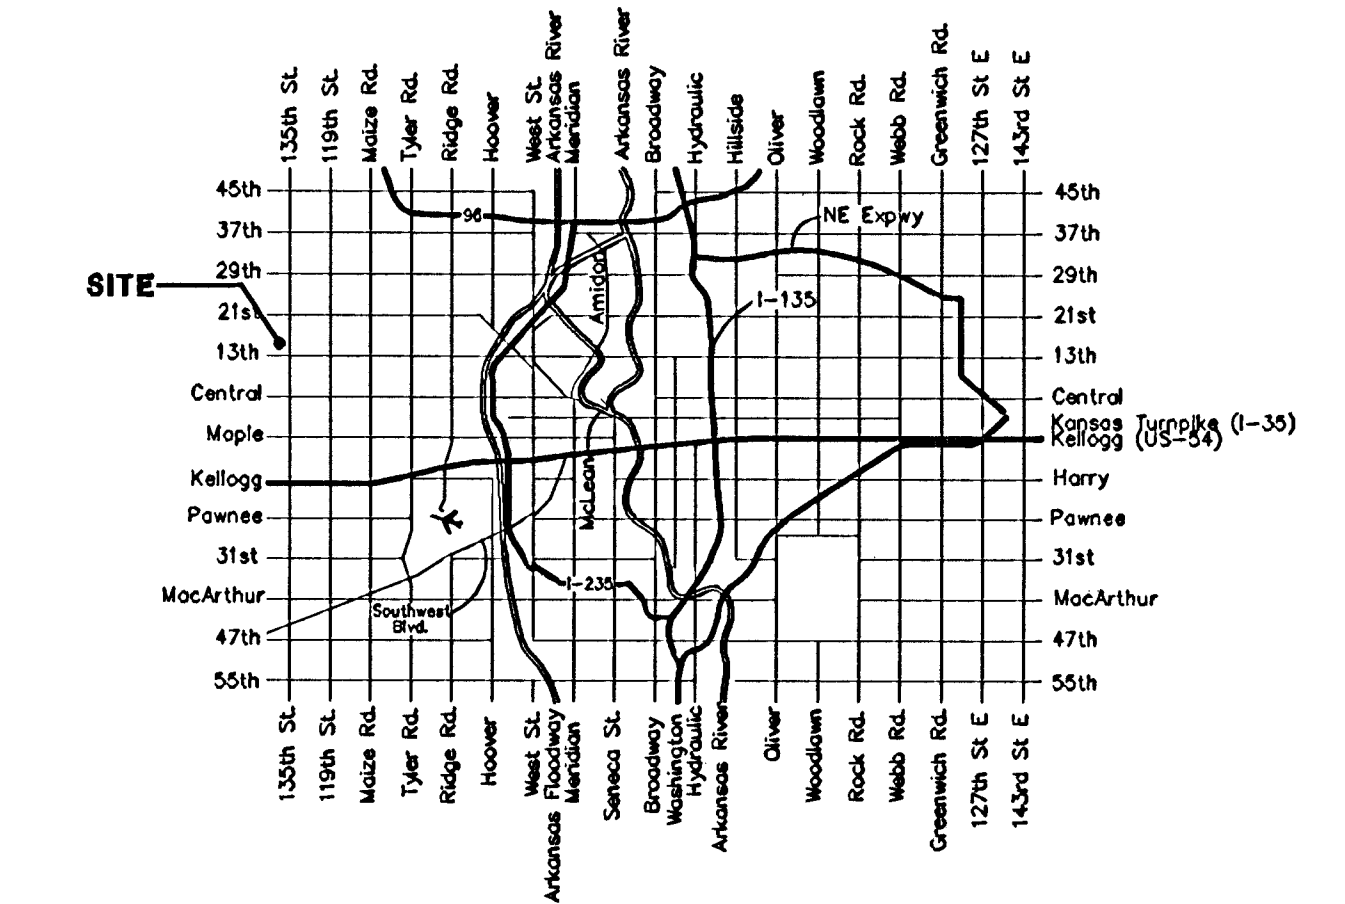 135th St.
119th St.
Maize Rd.
Tyler Rd.
Ridge Rd.
Hoover
West St.
Arkansas River
Meridian
Arkansas River
Broadway
Hydraulic
Hillside
Oliver
Woodlawn
Rock Rd.
Webb Rd.
Greenwich Rd.
127th St E
143rd St E
45th
45th
96
NE Expwy
37th
37th
29th
29th
SITE
Amidon
I-135
21st
21st
13th
13th
Central
Central
Kansas Turnpike (I-35)
Maple
Kellogg (US-54)
Kellogg
Harry
McLean
Pawnee
Pawnee
31st
31st
I-235
MacArthur
MacArthur
Southwest
Blvd.
47th
47th
55th
55th
135th St.
119th St.
Maize Rd.
Tyler Rd.
Ridge Rd.
Hoover
West St.
Arkansas Floodway
Meridian
Seneca St.
Broadway
Washington
Hydraulic
Arkansas River
Oliver
Woodlawn
Rock Rd.
Webb Rd.
Greenwich Rd.
127th St E
143rd St E